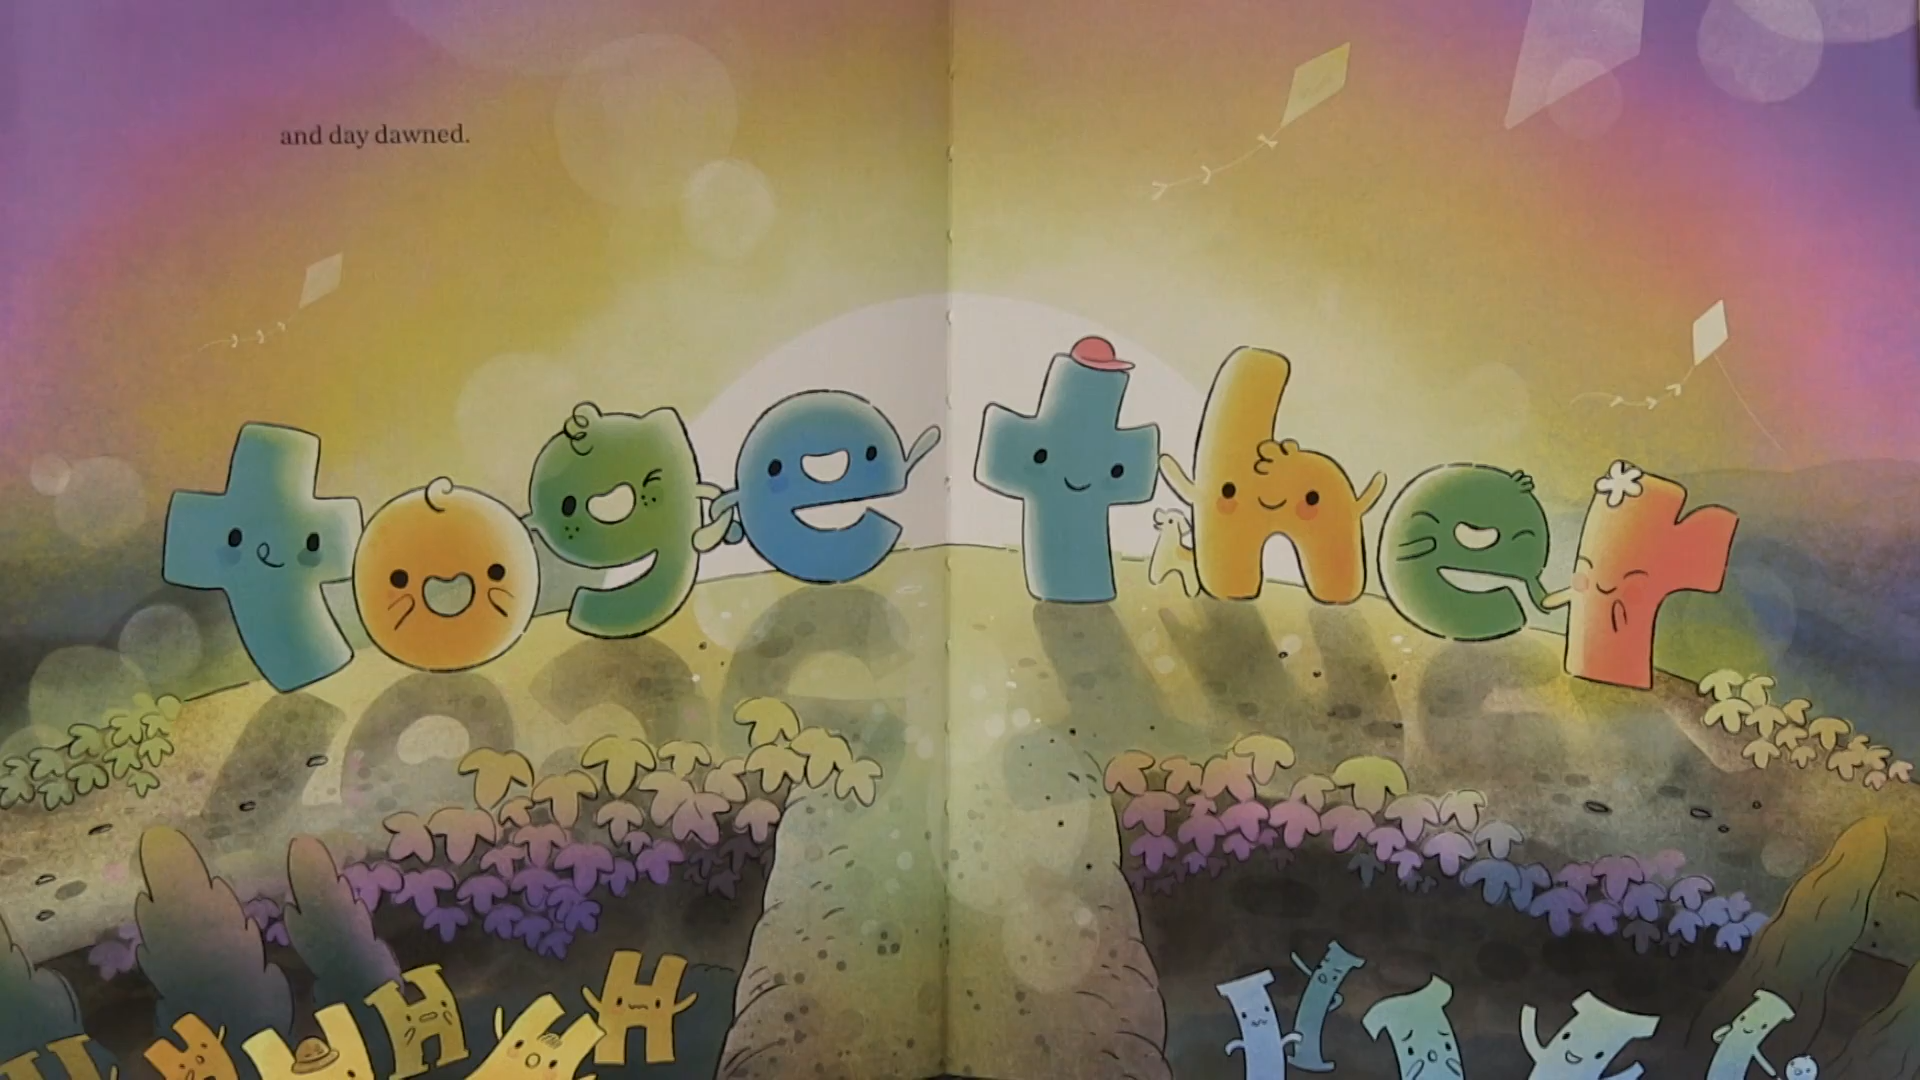 and day dawned.
together
H H H H H H
I I I I I